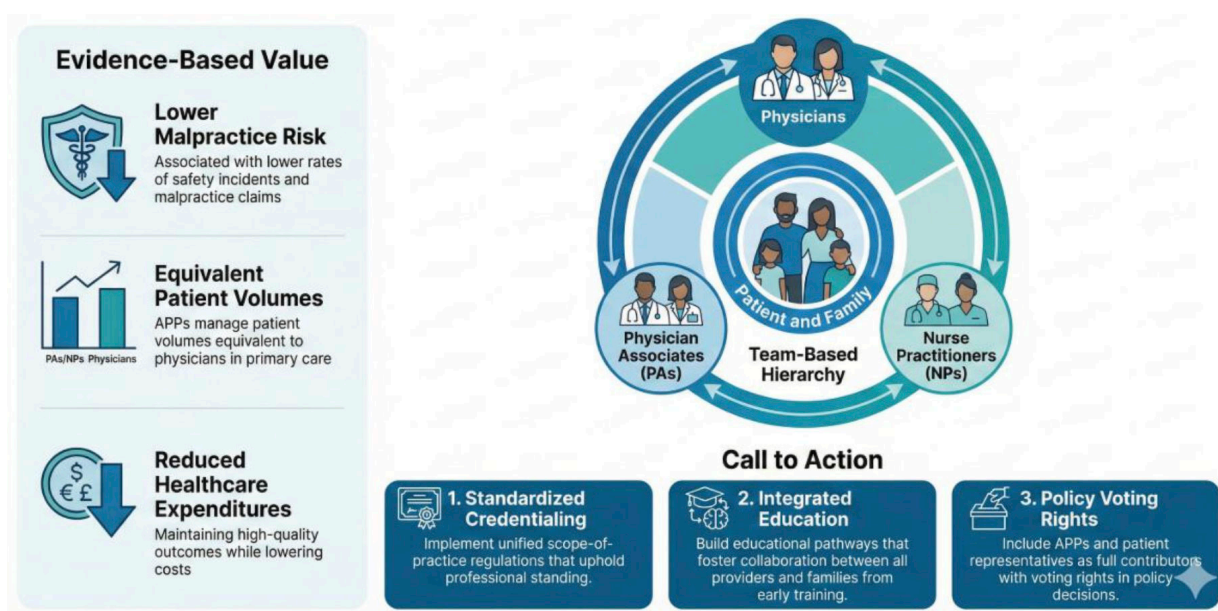 Evidence-Based Value
Lower
Malpractice Risk
Associated with lower rates
of safety incidents and
malpractice claims
Equivalent
Patient Volumes
APPs manage patient
volumes equivalent to
physicians in primary care
PAs/NPs Physicians
$
€ £
Reduced
Healthcare
Expenditures
Maintaining high-quality
outcomes while lowering
costs
Physicians
Patient and Family
Physician
Associates
(PAs)
Team-Based
Hierarchy
Nurse
Practitioners
(NPs)
Call to Action
1. Standardized
Credentialing
Implement unified scope-of-
practice regulations that uphold
professional standing.
2. Integrated
Education
Build educational pathways that
foster collaboration between all
providers and families from
early training.
3. Policy Voting
Rights
Include APPs and patient
representatives as full contributors
with voting rights in policy
decisions.